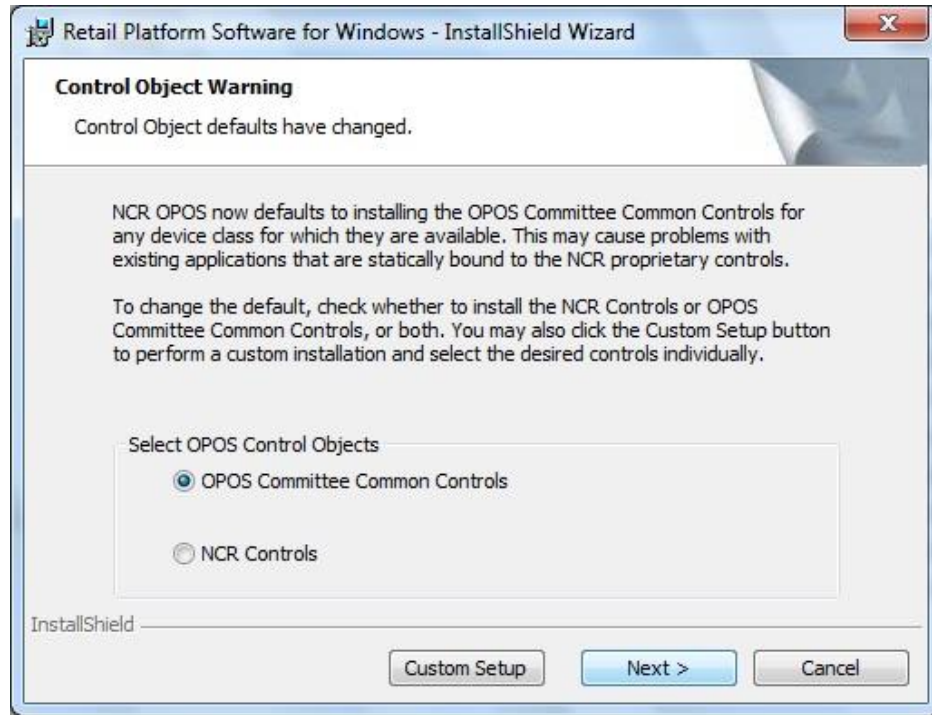 Retail Platform Software for Windows - InstallShield Wizard
Control Object Warning
Control Object defaults have changed.
NCR OPOS now defaults to installing the OPOS Committee Common Controls for
any device class for which they are available. This may cause problems with
existing applications that are statically bound to the NCR proprietary controls.
To change the default, check whether to install the NCR Controls or OPOS
Committee Common Controls, or both. You may also click the Custom Setup button
to perform a custom installation and select the desired controls individually.
Select OPOS Control Objects
OPOS Committee Common Controls
NCR Controls
InstallShield
Custom Setup
Next >
Cancel